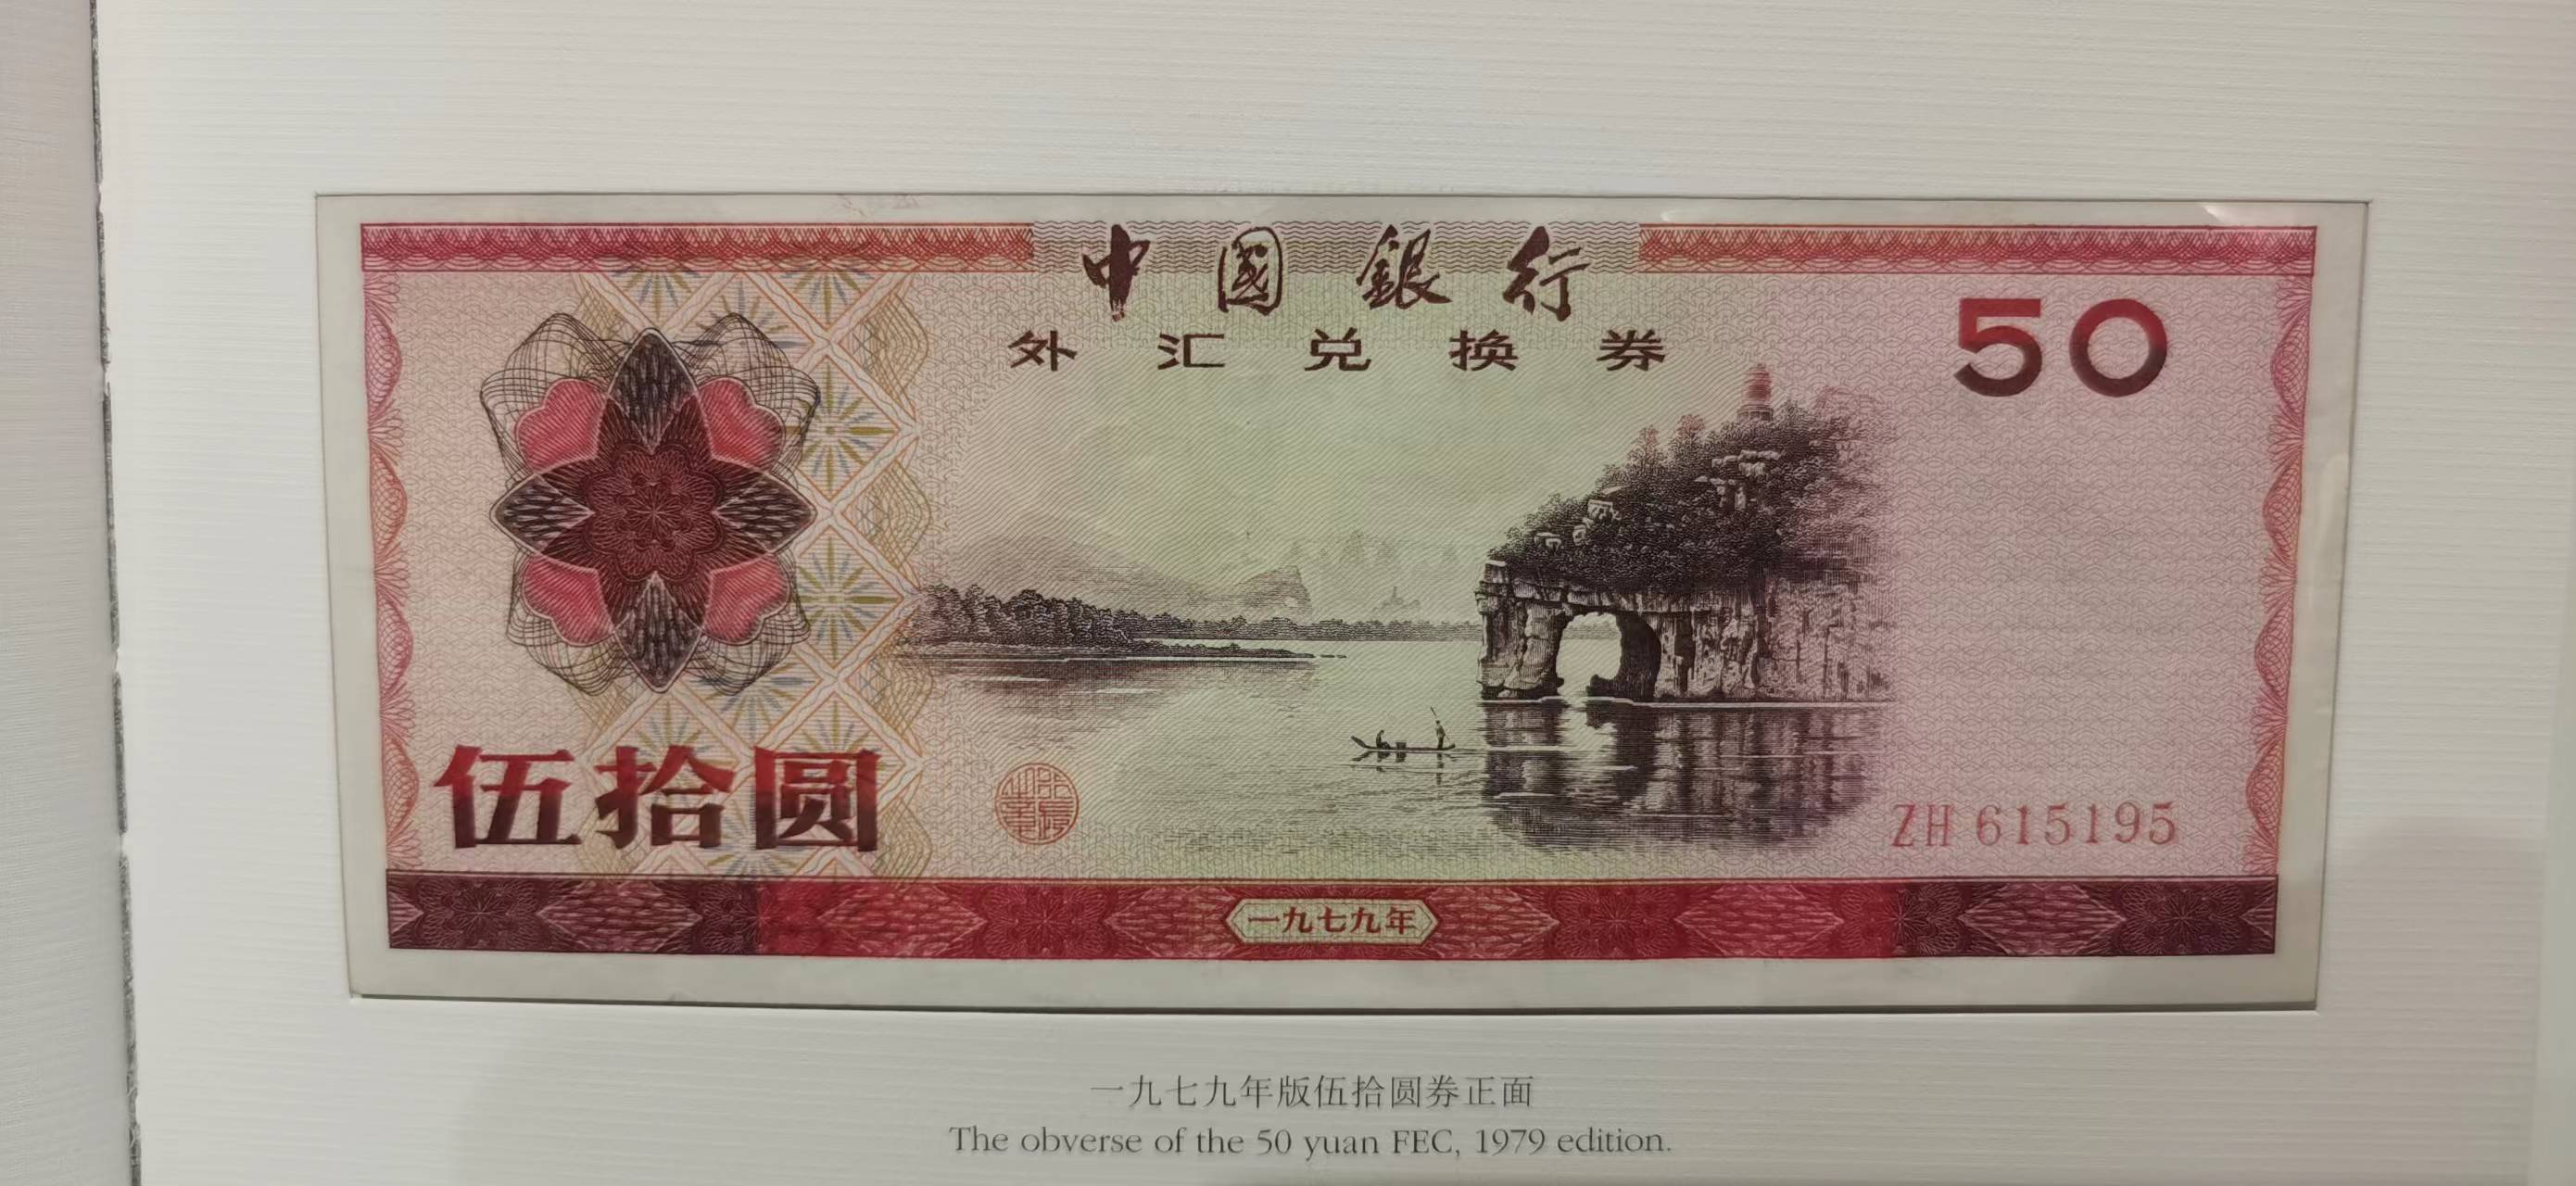 中國銀行
外汇兑换券
50
伍拾圆
ZH 615195
一九七九年
一九七九年版伍拾圆券正面
The obverse of the 50 yuan FEC, 1979 edition.